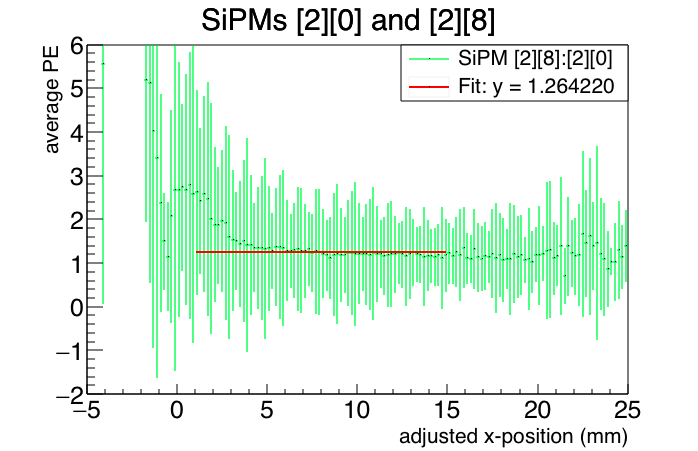 SiPMs [2][0] and [2][8]
average PE
SiPM [2][8]:[2][0]
Fit: y = 1.264220
6
5
4
3
2
1
0
−1
−2
−5 0 5 10 15 20 25
adjusted x-position (mm)